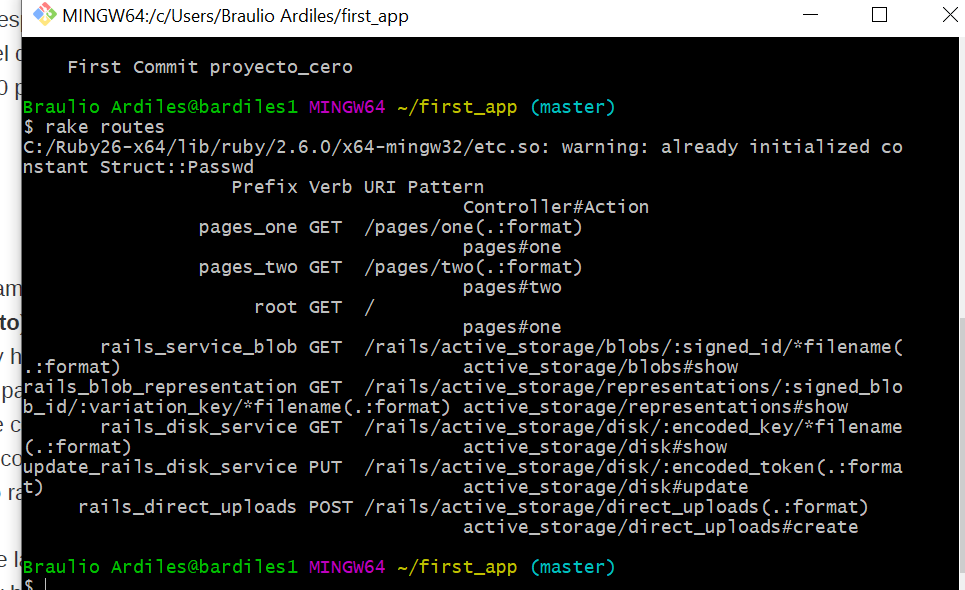 MINGW64:/c/Users/Braulio Ardiles/first_app
First Commit proyecto_cero
Braulio Ardiles@bardiles1 MINGW64 ~/first_app (master)
$ rake routes
C:/Ruby26-x64/lib/ruby/2.6.0/x64-mingw32/etc.so: warning: already initialized co
nstant Struct::Passwd
Prefix Verb URI Pattern
Controller#Action
pages_one GET /pages/one(.:format)
pages#one
pages_two GET /pages/two(.:format)
pages#two
root GET /
pages#one
rails_service_blob GET /rails/active_storage/blobs/:signed_id/*filename(
.:format) active_storage/blobs#show
rails_blob_representation GET /rails/active_storage/representations/:signed_blo
b_id/:variation_key/*filename(.:format) active_storage/representations#show
rails_disk_service GET /rails/active_storage/disk/:encoded_key/*filename
(.:format) active_storage/disk#show
update_rails_disk_service PUT /rails/active_storage/disk/:encoded_token(.:forma
t) active_storage/disk#update
rails_direct_uploads POST /rails/active_storage/direct_uploads(.:format)
active_storage/direct_uploads#create
Braulio Ardiles@bardiles1 MINGW64 ~/first_app (master)
$